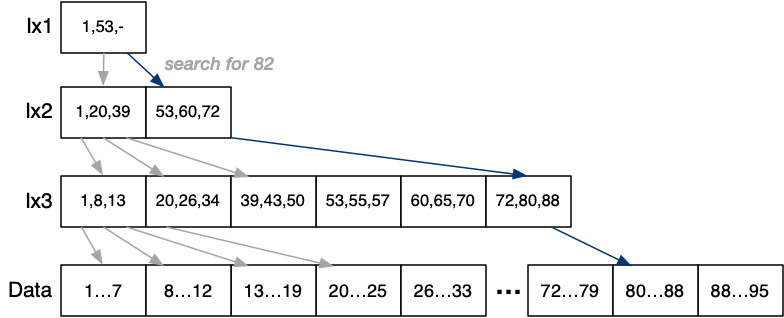 Ix1 1,53,-
search for 82
Ix2 1,20,39 53,60,72
Ix3 1,8,13 20,26,34 39,43,50 53,55,57 60,65,70 72,80,88
Data 1...7 8...12 13...19 20...25 26...33 ... 72...79 80...88 88...95